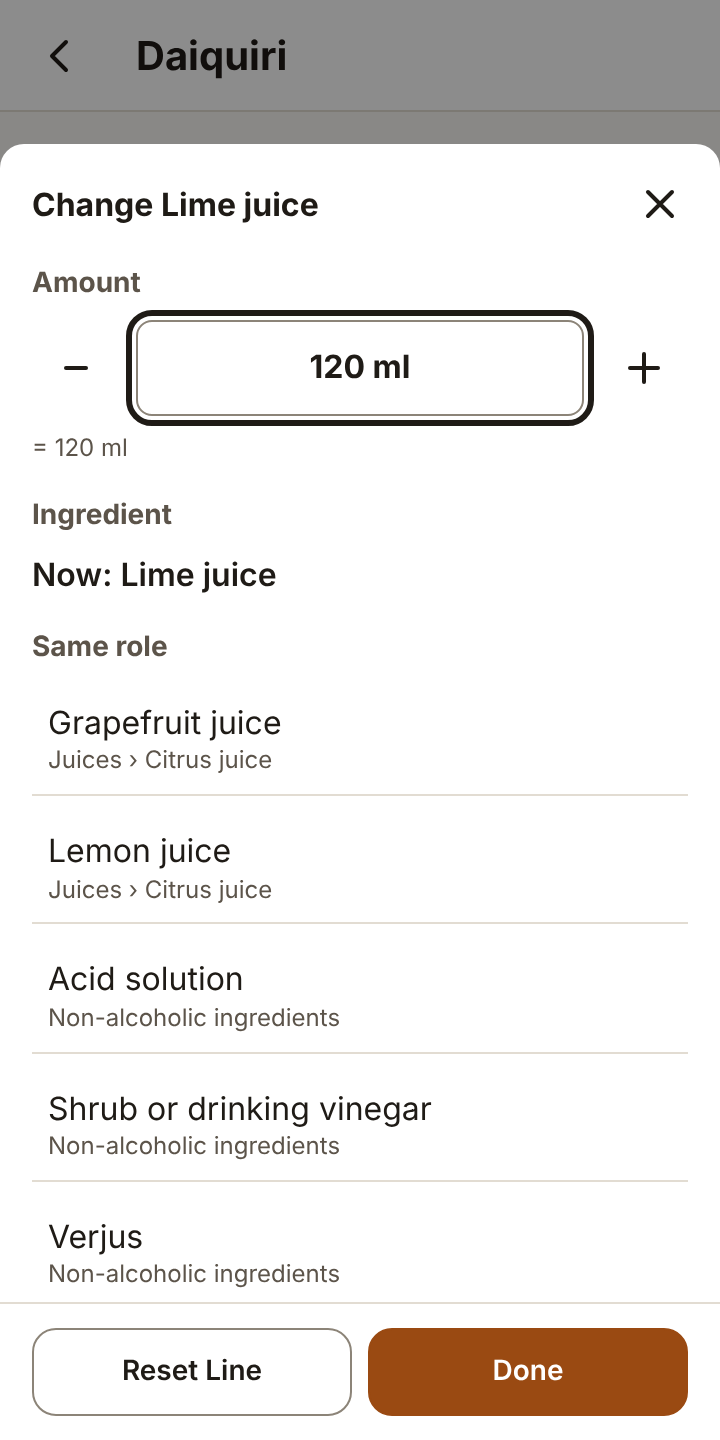 Daiquiri
Change Lime juice
Amount
120 ml
= 120 ml
Ingredient
Now: Lime juice
Same role
Grapefruit juice
Juices › Citrus juice
Lemon juice
Juices › Citrus juice
Acid solution
Non-alcoholic ingredients
Shrub or drinking vinegar
Non-alcoholic ingredients
Verjus
Non-alcoholic ingredients
Reset Line
Done